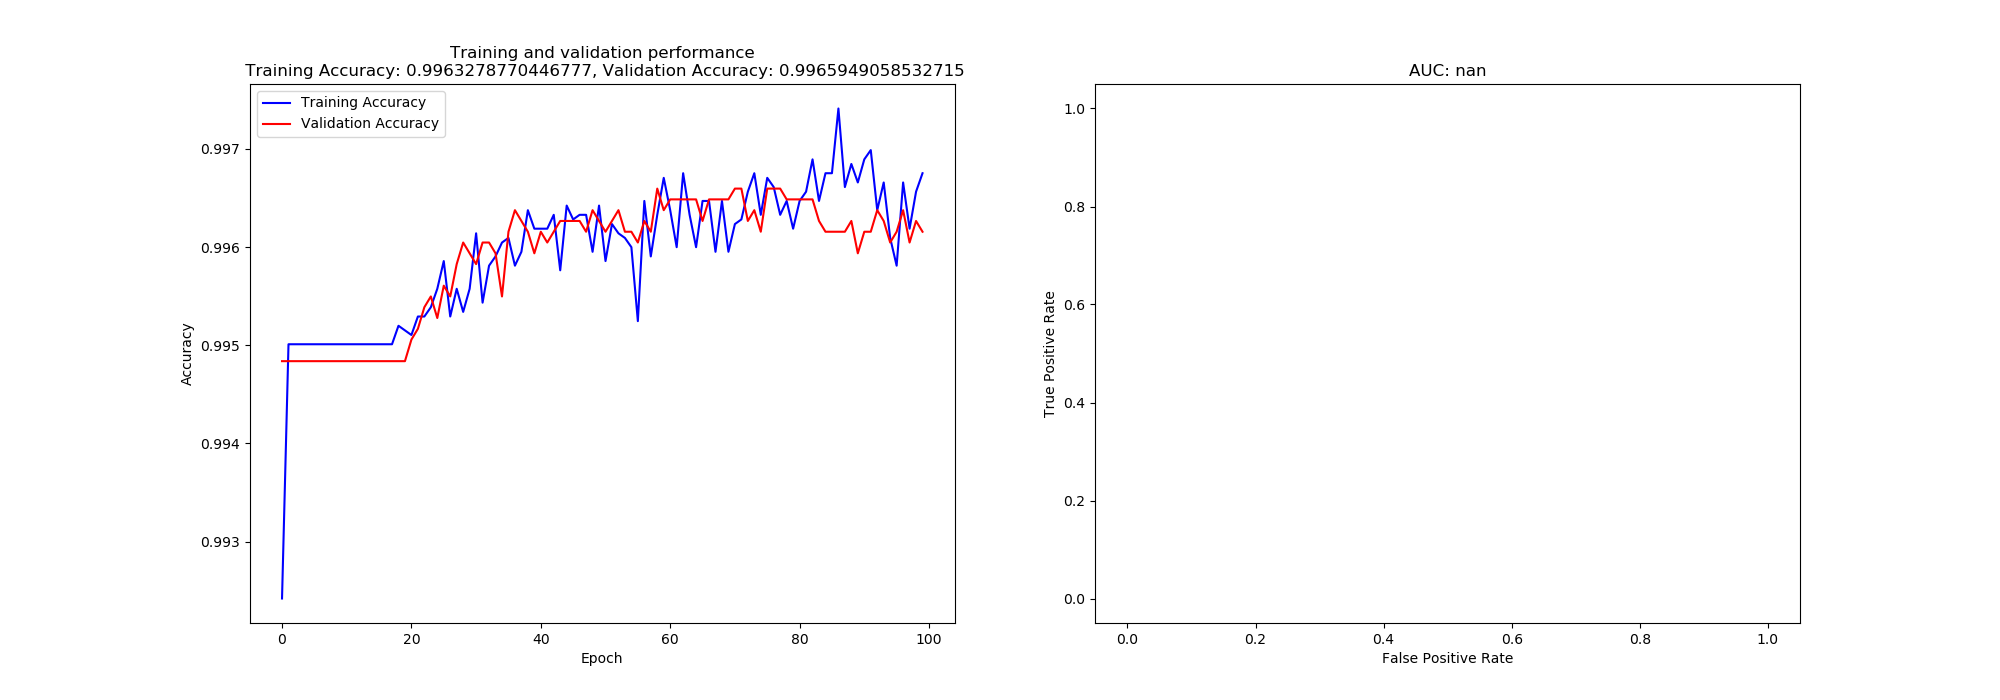 Training and validation performance
Training Accuracy: 0.9963278770446777, Validation Accuracy: 0.9965949058532715
Training Accuracy
Validation Accuracy
0.997
0.996
0.995
0.994
0.993
Accuracy
0 20 40 60 80 100
Epoch
AUC: nan
1.0
0.8
0.6
0.4
0.2
0.0
True Positive Rate
0.0 0.2 0.4 0.6 0.8 1.0
False Positive Rate